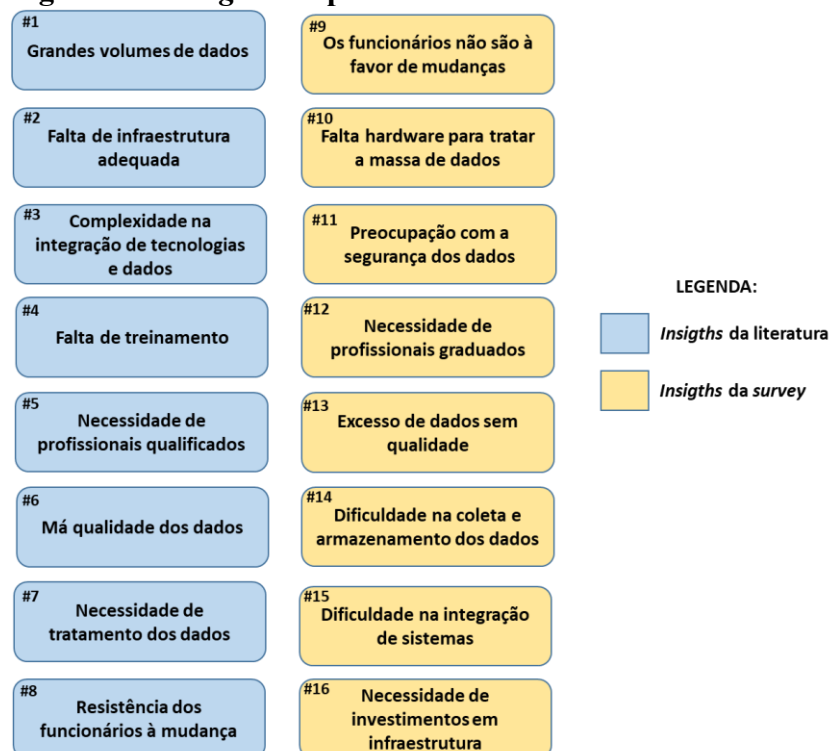 #1
Grandes volumes de dados
#2
Falta de infraestrutura
adequada
#3
Complexidade na
integração de tecnologias
e dados
#4
Falta de treinamento
#5
Necessidade de
profissionais qualificados
#6
Má qualidade dos dados
#7
Necessidade de
tratamento dos dados
#8
Resistência dos
funcionários à mudança
#9
Os funcionários não são à
favor de mudanças
#10
Falta hardware para tratar
a massa de dados
#11
Preocupação com a
segurança dos dados
#12
Necessidade de
profissionais graduados
#13
Excesso de dados sem
qualidade
#14
Dificuldade na coleta e
armazenamento dos dados
#15
Dificuldade na integração
de sistemas
#16
Necessidade de
investimentos em
infraestrutura
LEGENDA:
Insigths da literatura
Insigths da survey